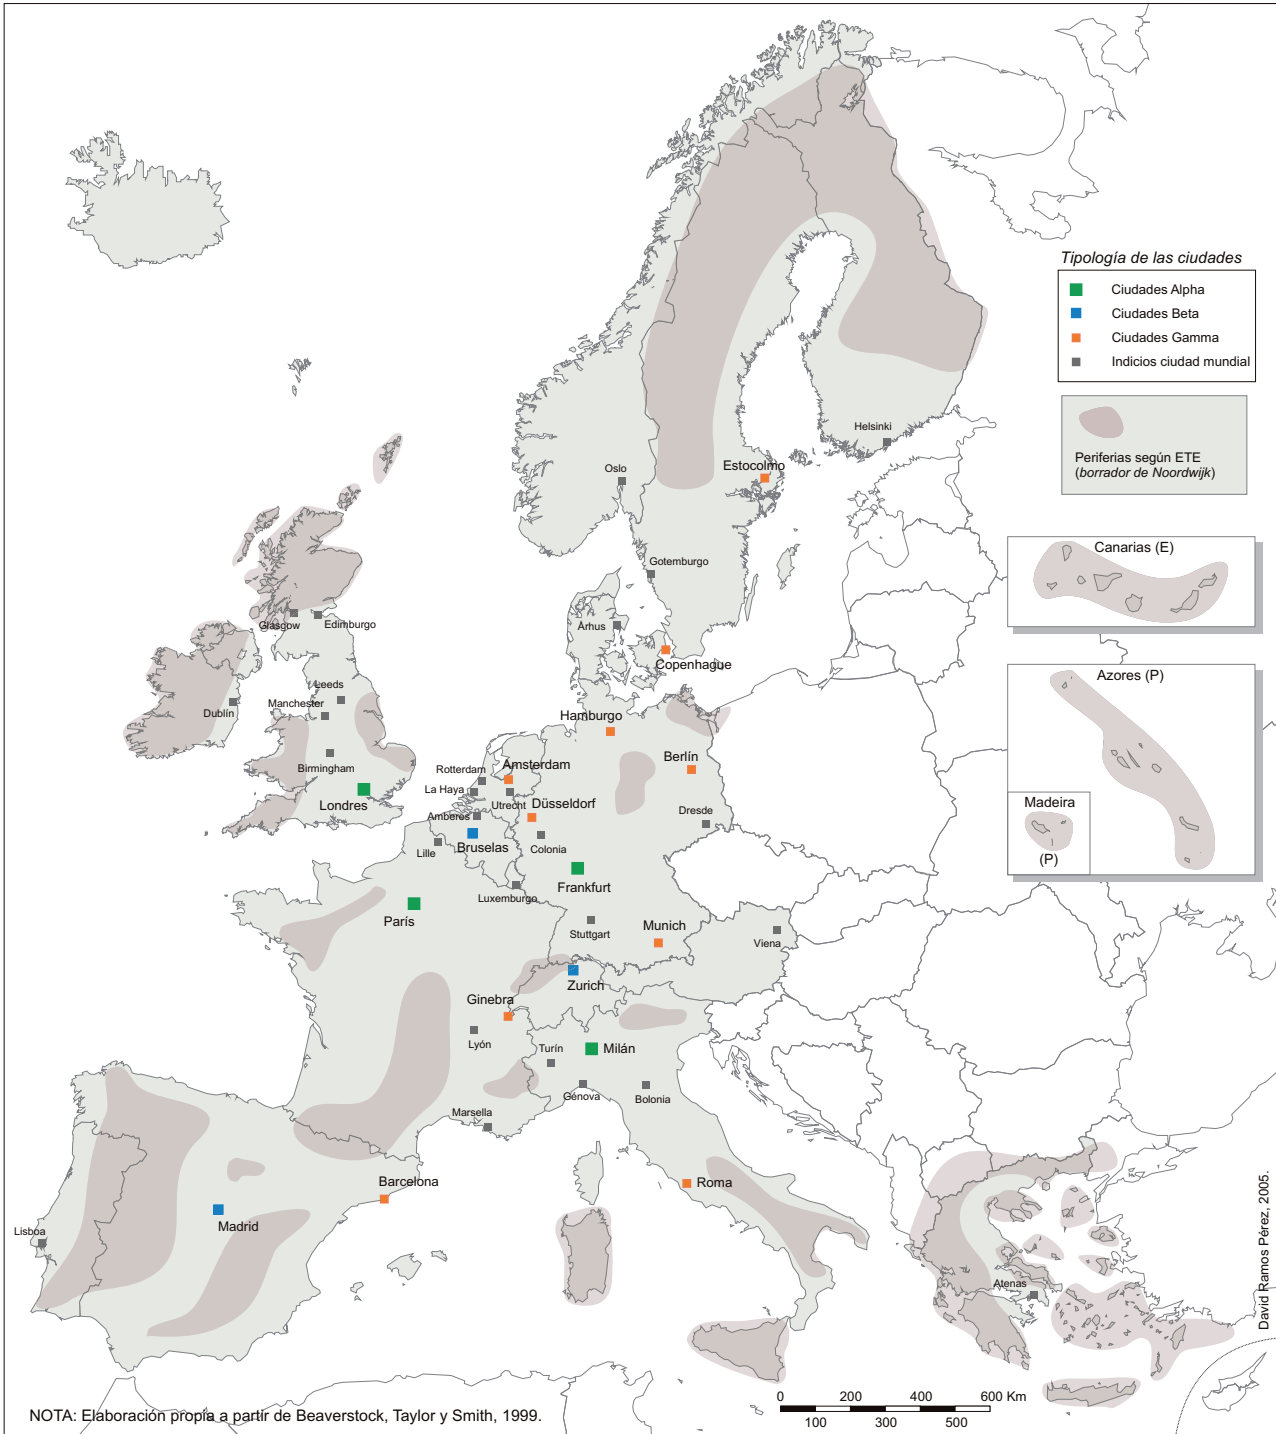 Tipología de las ciudades
Ciudades Alpha
Ciudades Beta
Ciudades Gamma
Indicios ciudad mundial
Periferias según ETE
(borrador de Noordwijk)
Canarias (E)
Azores (P)
Madeira
(P)
Helsinki
Estocolmo
Oslo
Gotemburgo
Århus
Copenhague
Glasgow
Edimburgo
Leeds
Manchester
Dublín
Birmingham
Londres
Hamburgo
Berlín
Amsterdam
Rotterdam
La Haya
Utrecht
Düsseldorf
Amberes
Bruselas
Colonia
Dresde
Lille
Frankfurt
Luxemburgo
París
Stuttgart
Munich
Viena
Zurich
Ginebra
Lyón
Turín
Milán
Génova
Bolonia
Marsella
Barcelona
Roma
Madrid
Lisboa
Atenas
David Ramos Pérez, 2005.
0 200 400 600 Km
100 300 500
NOTA: Elaboración propia a partir de Beaverstock, Taylor y Smith, 1999.